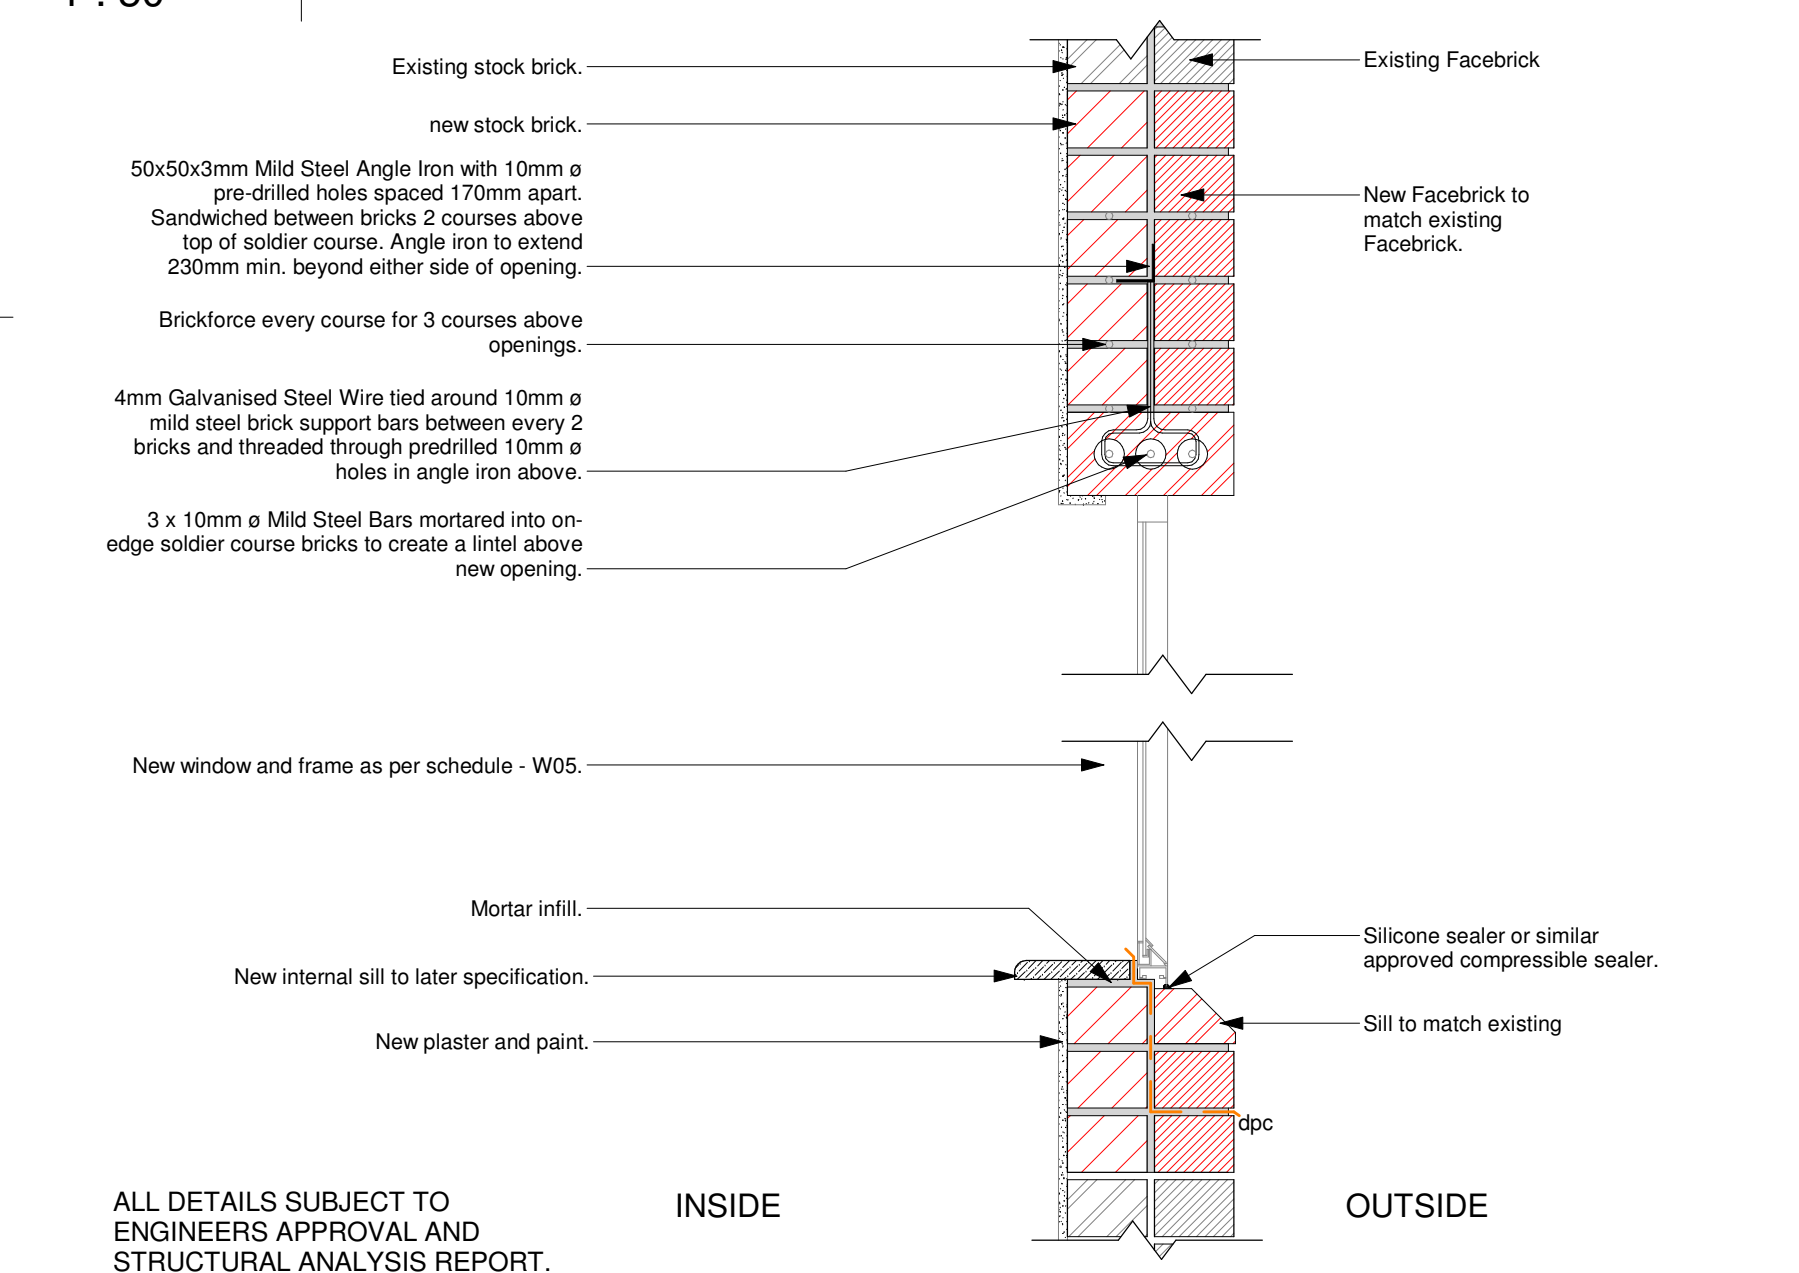 Existing stock brick.
Existing Facebrick
new stock brick.
50x50x3mm Mild Steel Angle Iron with 10mm ø
pre-drilled holes spaced 170mm apart.
Sandwiched between bricks 2 courses above
top of soldier course. Angle iron to extend
230mm min. beyond either side of opening.
New Facebrick to
match existing
Facebrick.
Brickforce every course for 3 courses above
openings.
4mm Galvanised Steel Wire tied around 10mm ø
mild steel brick support bars between every 2
bricks and threaded through predrilled 10mm ø
holes in angle iron above.
3 x 10mm ø Mild Steel Bars mortared into on-
edge soldier course bricks to create a lintel above
new opening.
New window and frame as per schedule - W05.
Mortar infill.
Silicone sealer or similar
approved compressible sealer.
New internal sill to later specification.
Sill to match existing
New plaster and paint.
dpc
ALL DETAILS SUBJECT TO
ENGINEERS APPROVAL AND
STRUCTURAL ANALYSIS REPORT.
INSIDE
OUTSIDE